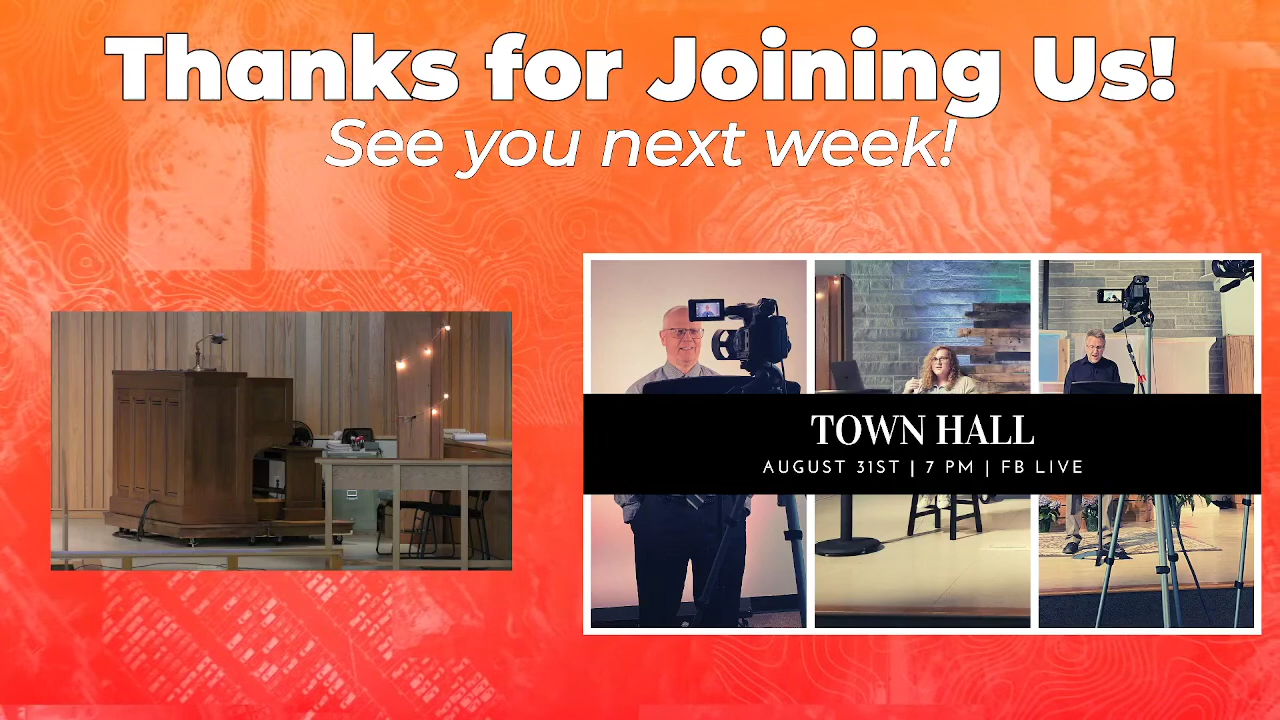 Thanks for Joining Us!
See you next week!
TOWN HALL
AUGUST 31ST | 7 PM | FB LIVE